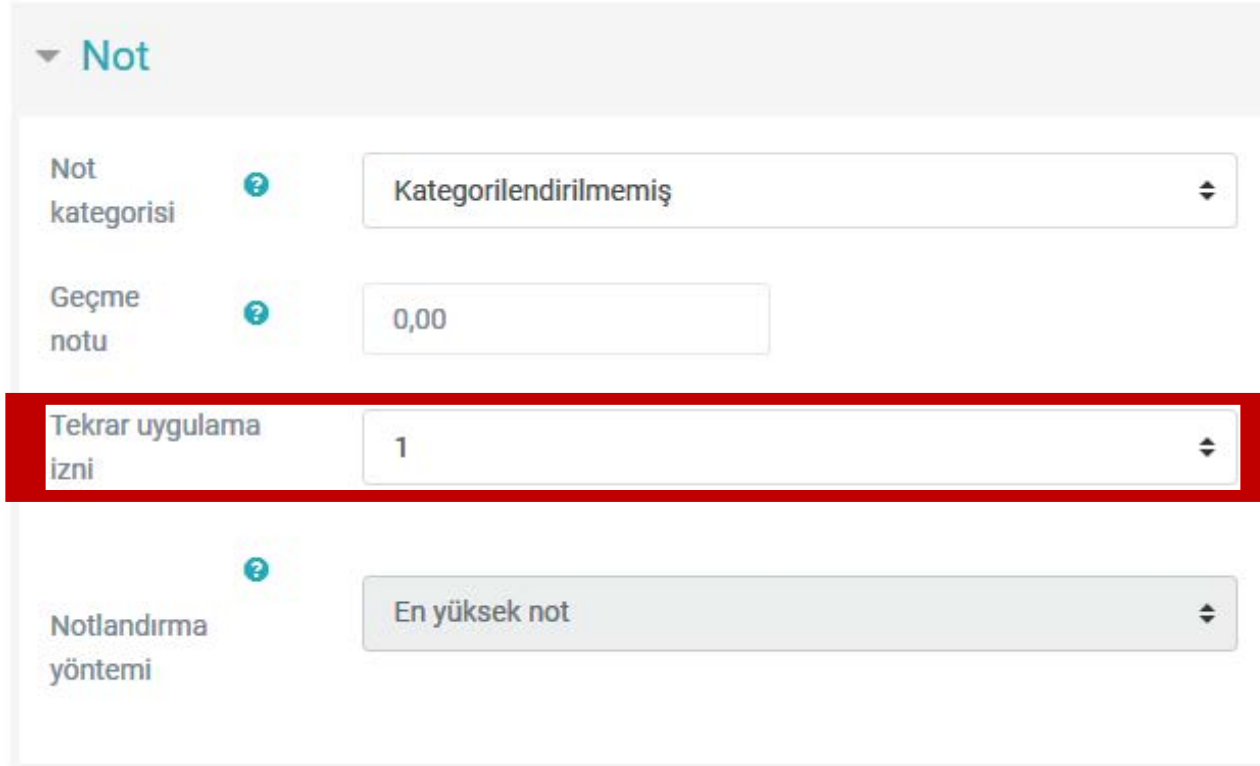 Not
Not
kategorisi
Kategorilendirilmemiş
Geçme
notu
0,00
Tekrar uygulama
izni
1
Notlandırma
yöntemi
En yüksek not